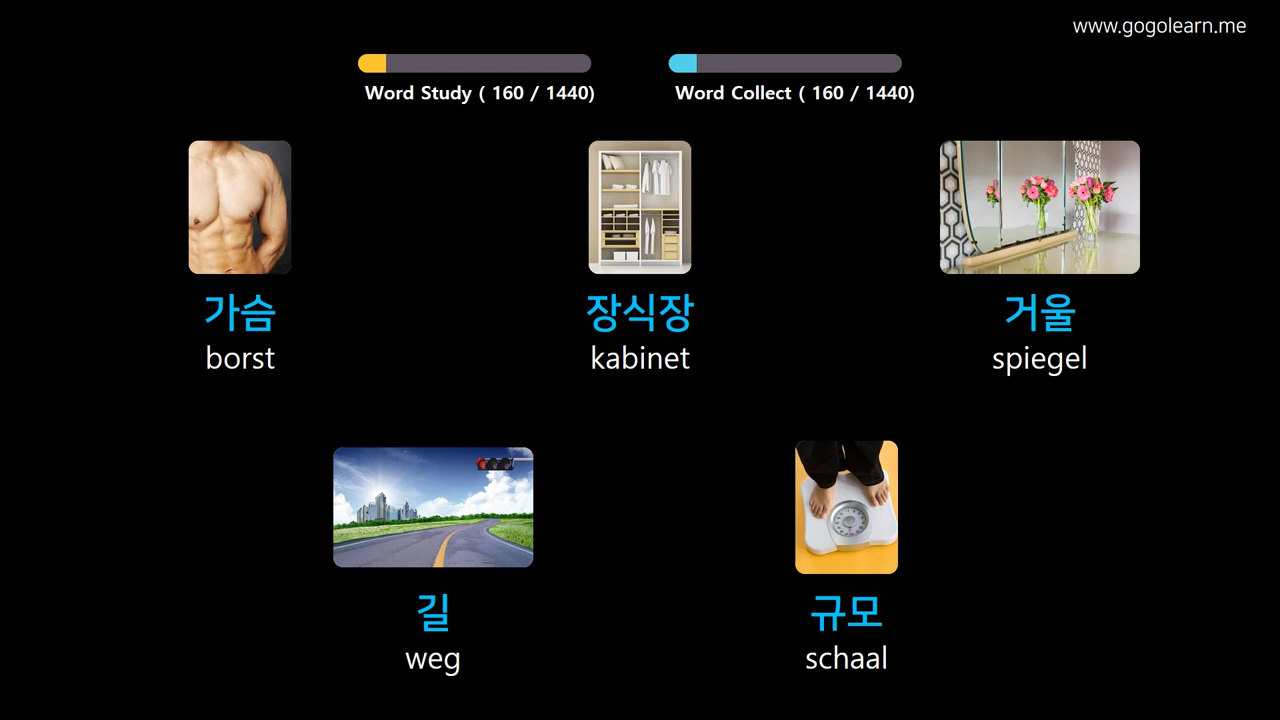 www.gogolearn.me
Word Study ( 160 / 1440)
Word Collect ( 160 / 1440)
가슴
borst
장식장
kabinet
거울
spiegel
길
weg
규모
schaal